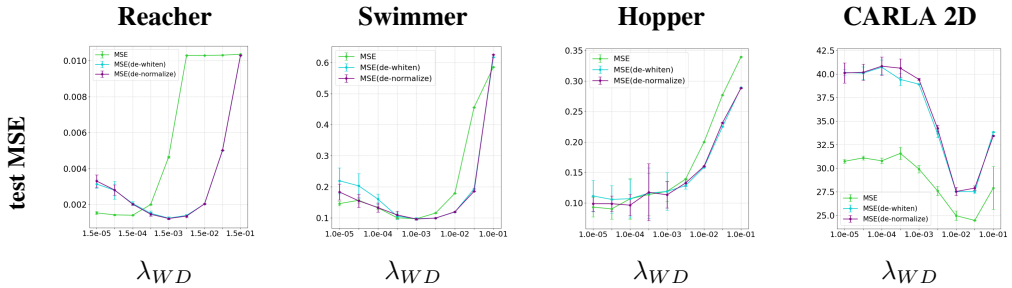 Reacher Swimmer Hopper CARLA 2D
test MSE
MSE
MSE(de-whiten)
MSE(de-normalize)
0.010
0.008
0.006
0.004
0.002
1.5e-05 1.5e-04 1.5e-03 1.5e-02 1.5e-01
λWD
MSE
MSE(de-whiten)
MSE(de-normalize)
0.6
0.5
0.4
0.3
0.2
0.1
1.0e-05 1.0e-04 1.0e-03 1.0e-02 1.0e-01
λWD
MSE
MSE(de-whiten)
MSE(de-normalize)
0.35
0.30
0.25
0.20
0.15
0.10
0.05
1.0e-05 1.0e-04 1.0e-03 1.0e-02 1.0e-01
λWD
42.5
40.0
37.5
35.0
32.5
30.0
27.5
25.0
MSE
MSE(de-whiten)
MSE(de-normalize)
1.0e-05 1.0e-04 1.0e-03 1.0e-02 1.0e-01
λWD